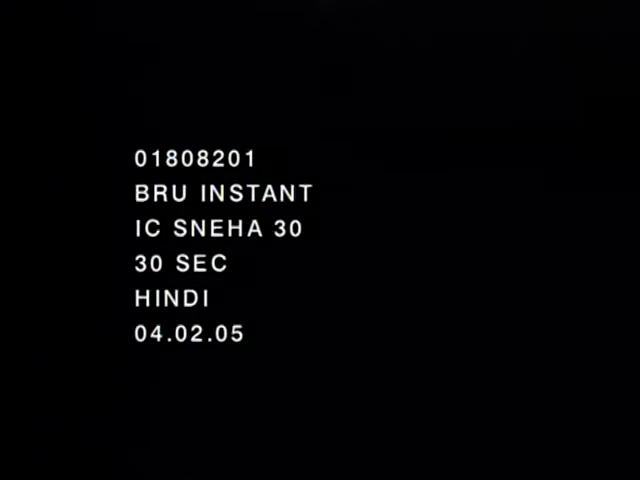 01808201
BRU INSTANT
IC SNEHA 30
30 SEC
HINDI
04.02.05